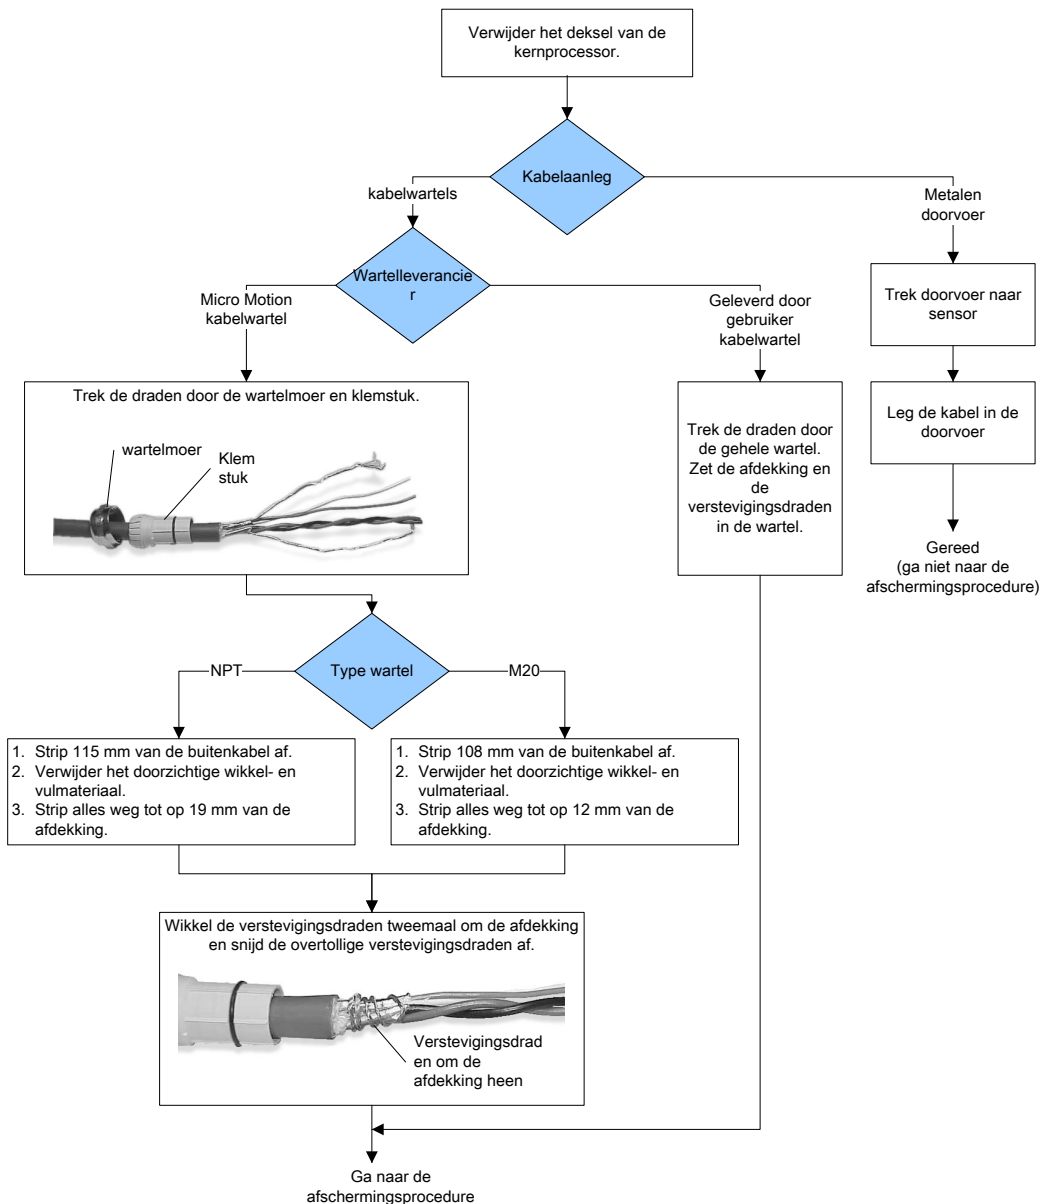 Verwijder het deksel van de
kernprocessor.
Kabelaanleg
kabelwartels
Metalen
doorvoer
Wartelleverancie
r
Micro Motion
kabelwartel
Geleverd door
gebruiker
kabelwartel
Trek doorvoer naar
sensor
Leg de kabel in de
doorvoer
Gereed
(ga niet naar de
afschermingsprocedure)
Trek de draden door de wartelmoer en klemstuk.
wartelmoer
Klem
stuk
Trek de draden door
de gehele wartel.
Zet de afdekking en
de
verstevigingsdraden
in de wartel.
Type wartel
NPT
M20
1. Strip 115 mm van de buitenkabel af.
2. Verwijder het doorzichtige wikkel- en
vulmateriaal.
3. Strip alles weg tot op 19 mm van de
afdekking.
1. Strip 108 mm van de buitenkabel af.
2. Verwijder het doorzichtige wikkel- en
vulmateriaal.
3. Strip alles weg tot op 12 mm van de
afdekking.
Wikkel de verstevigingsdraden tweemaal om de afdekking
en snijd de overtollige verstevigingsdraden af.
Verstevigingsdrad
en om de
afdekking heen
Ga naar de
afschermingsprocedure